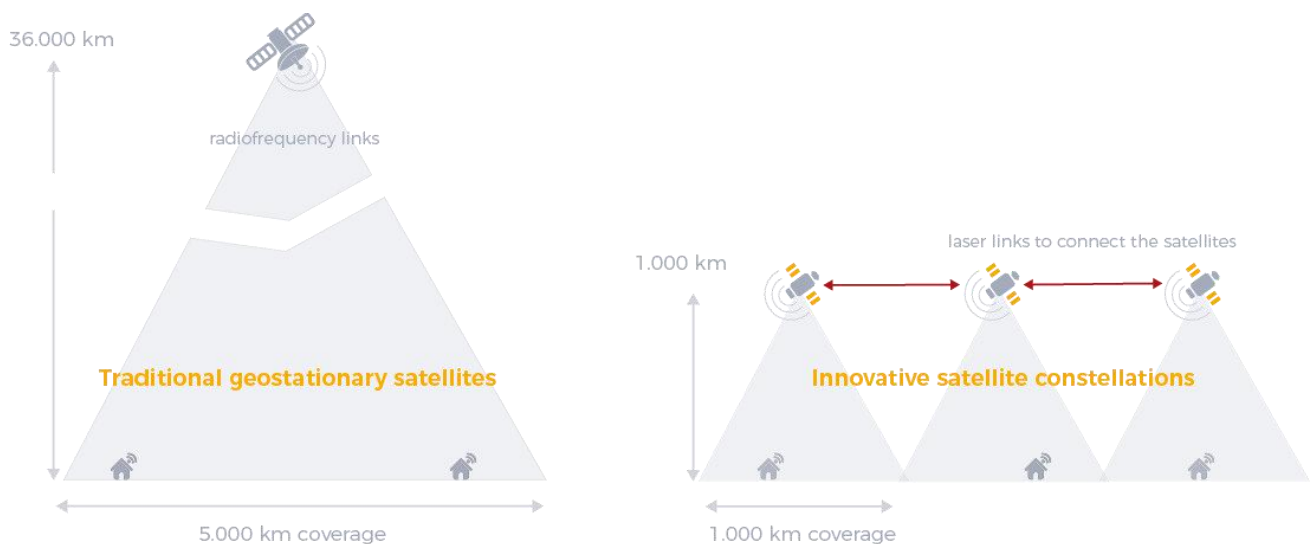 36.000 km
radiofrequency links
Traditional geostationary satellites
5.000 km coverage
laser links to connect the satellites
1.000 km
Innovative satellite constellations
1.000 km coverage